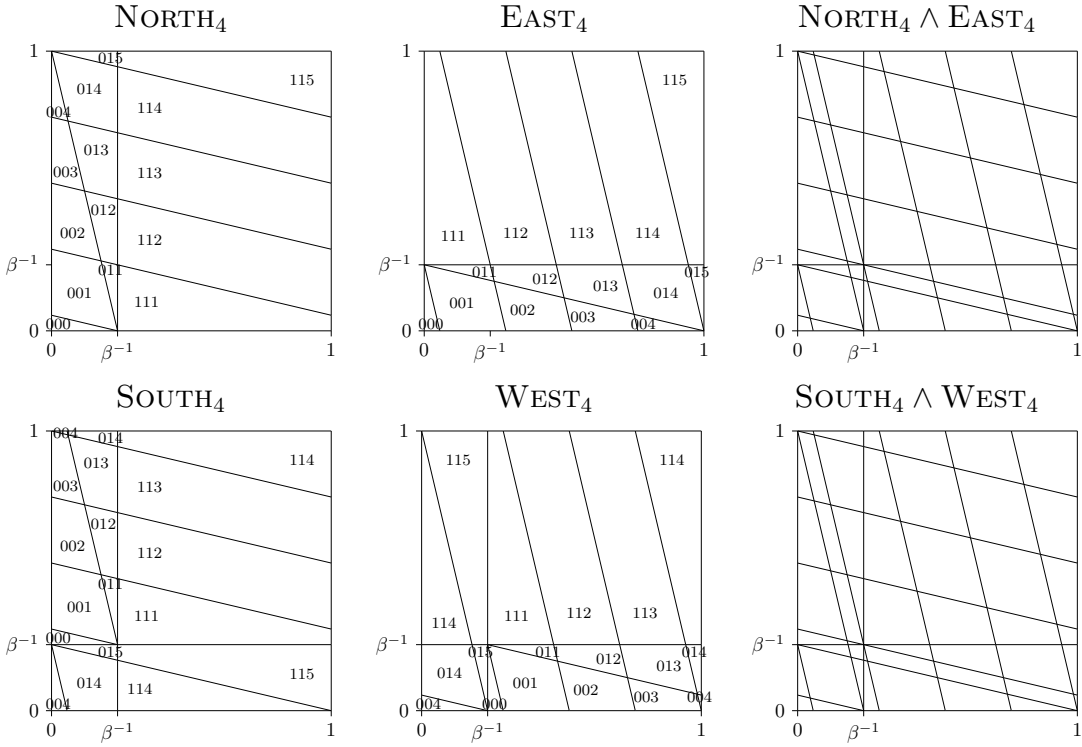 NORTH₄ EAST₄ NORTH₄ ∧ EAST₄
1 015 115 014 004 114 013 003 113 012 002 112 β⁻¹ 011 001 111 0 000 0 β⁻¹ 1
1 115 111 112 113 114 β⁻¹ 011 012 015 013 014 001 002 003 0 000 004 0 β⁻¹ 1
1 β⁻¹ 0 0 β⁻¹ 1
SOUTH₄ WEST₄ SOUTH₄ ∧ WEST₄
1 004 014 114 013 003 113 012 002 112 011 001 111 β⁻¹ 000 015 115 014 114 0 004 0 β⁻¹ 1
1 115 114 114 111 112 113 β⁻¹ 015 011 012 014 013 014 001 002 003 004 0 004 000 0 β⁻¹ 1
1 β⁻¹ 0 0 β⁻¹ 1